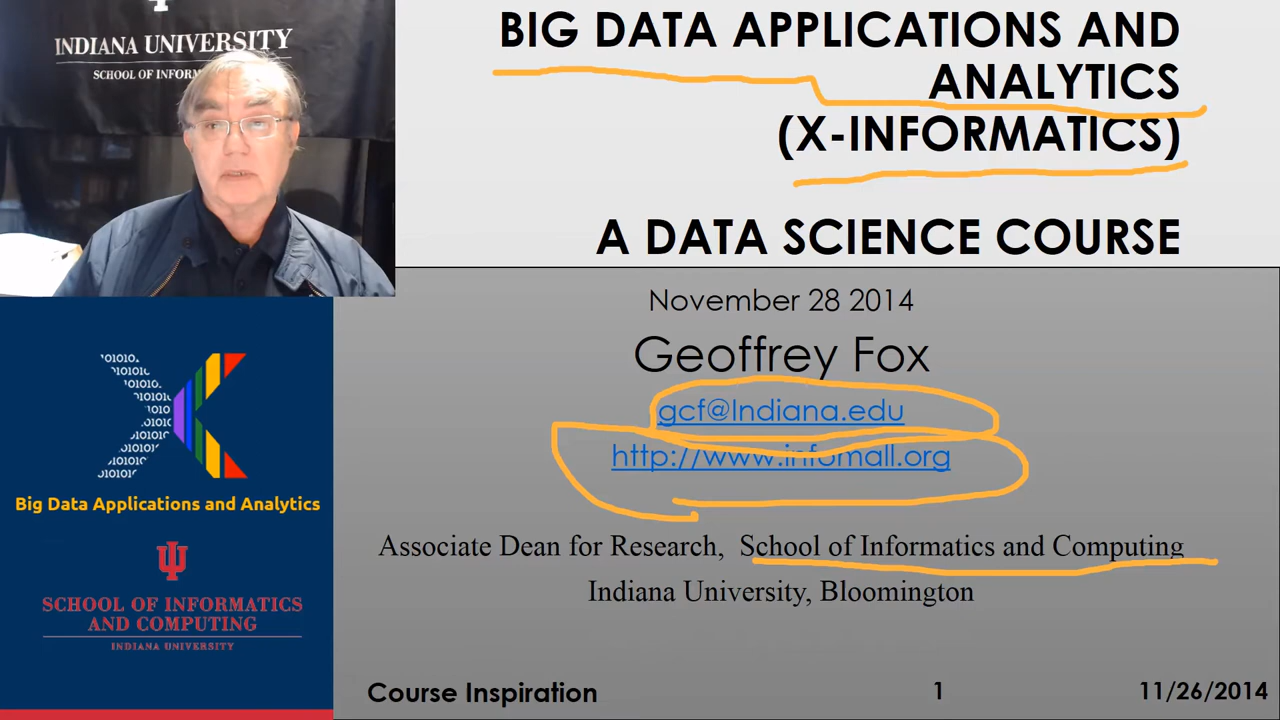 INDIANA UNIVERSITY
SCHOOL OF INFORM
BIG DATA APPLICATIONS AND
ANALYTICS
(X-INFORMATICS)
A DATA SCIENCE COURSE
November 28 2014
Geoffrey Fox
gcf@Indiana.edu
http://www.infomall.org
Associate Dean for Research, School of Informatics and Computing
Indiana University, Bloomington
Big Data Applications and Analytics
SCHOOL OF INFORMATICS
AND COMPUTING
INDIANA UNIVERSITY
Course Inspiration
1
11/26/2014